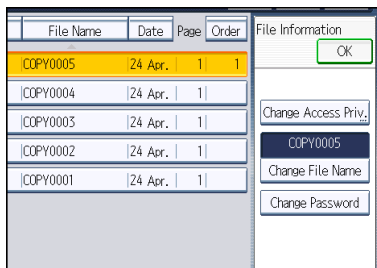 File Name Date Page Order
COPY0005 24 Apr. 1 1
COPY0004 24 Apr. 1
COPY0003 24 Apr. 1
COPY0002 24 Apr. 1
COPY0001 24 Apr. 1
File Information
OK
Change Access Priv.
COPY0005
Change File Name
Change Password